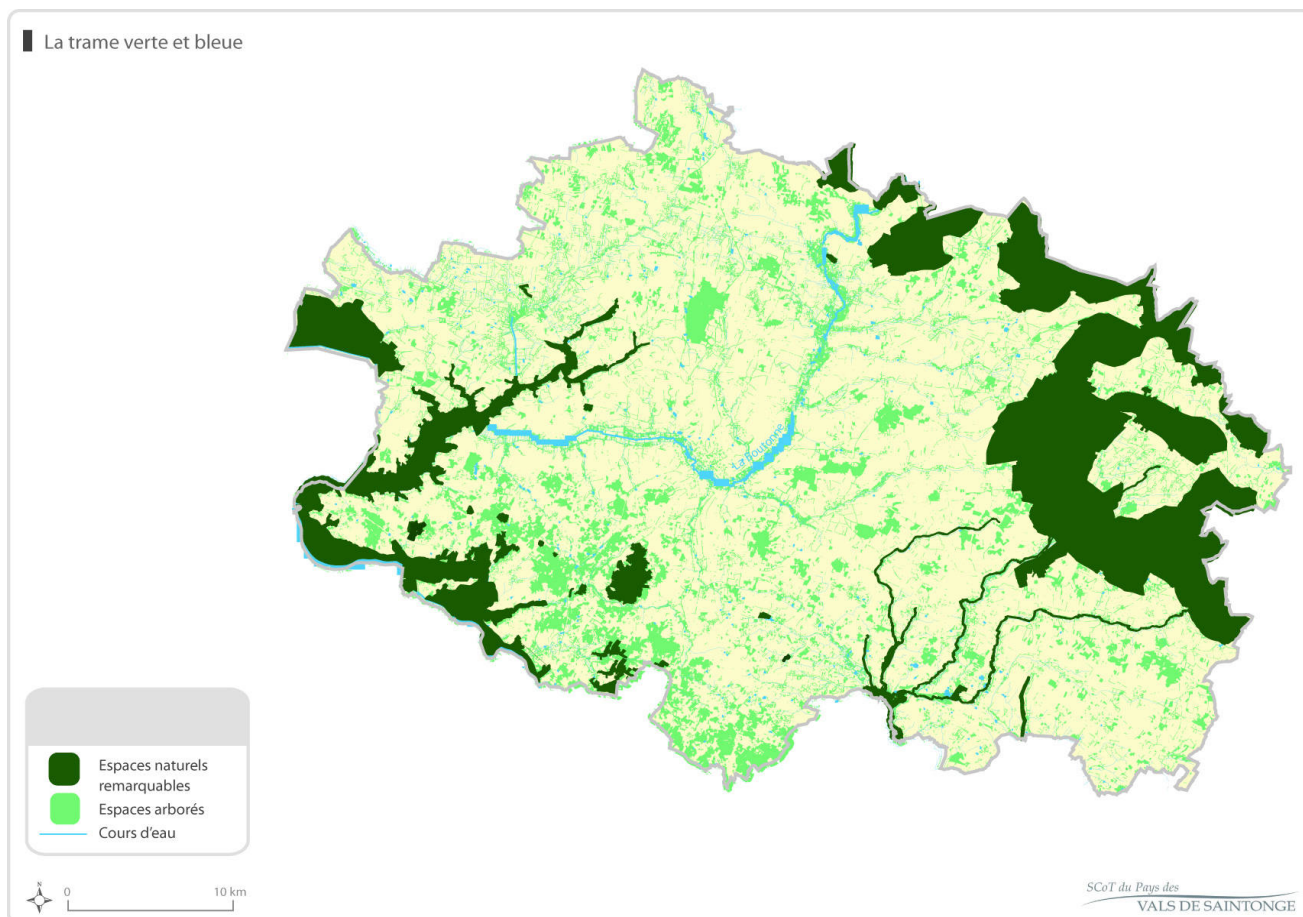 La trame verte et bleue
La Boutonne
Espaces naturels
remarquables
Espaces arborés
Cours d'eau
N
0 10 km
SCoT du Pays des
VALS DE SAINTONGE